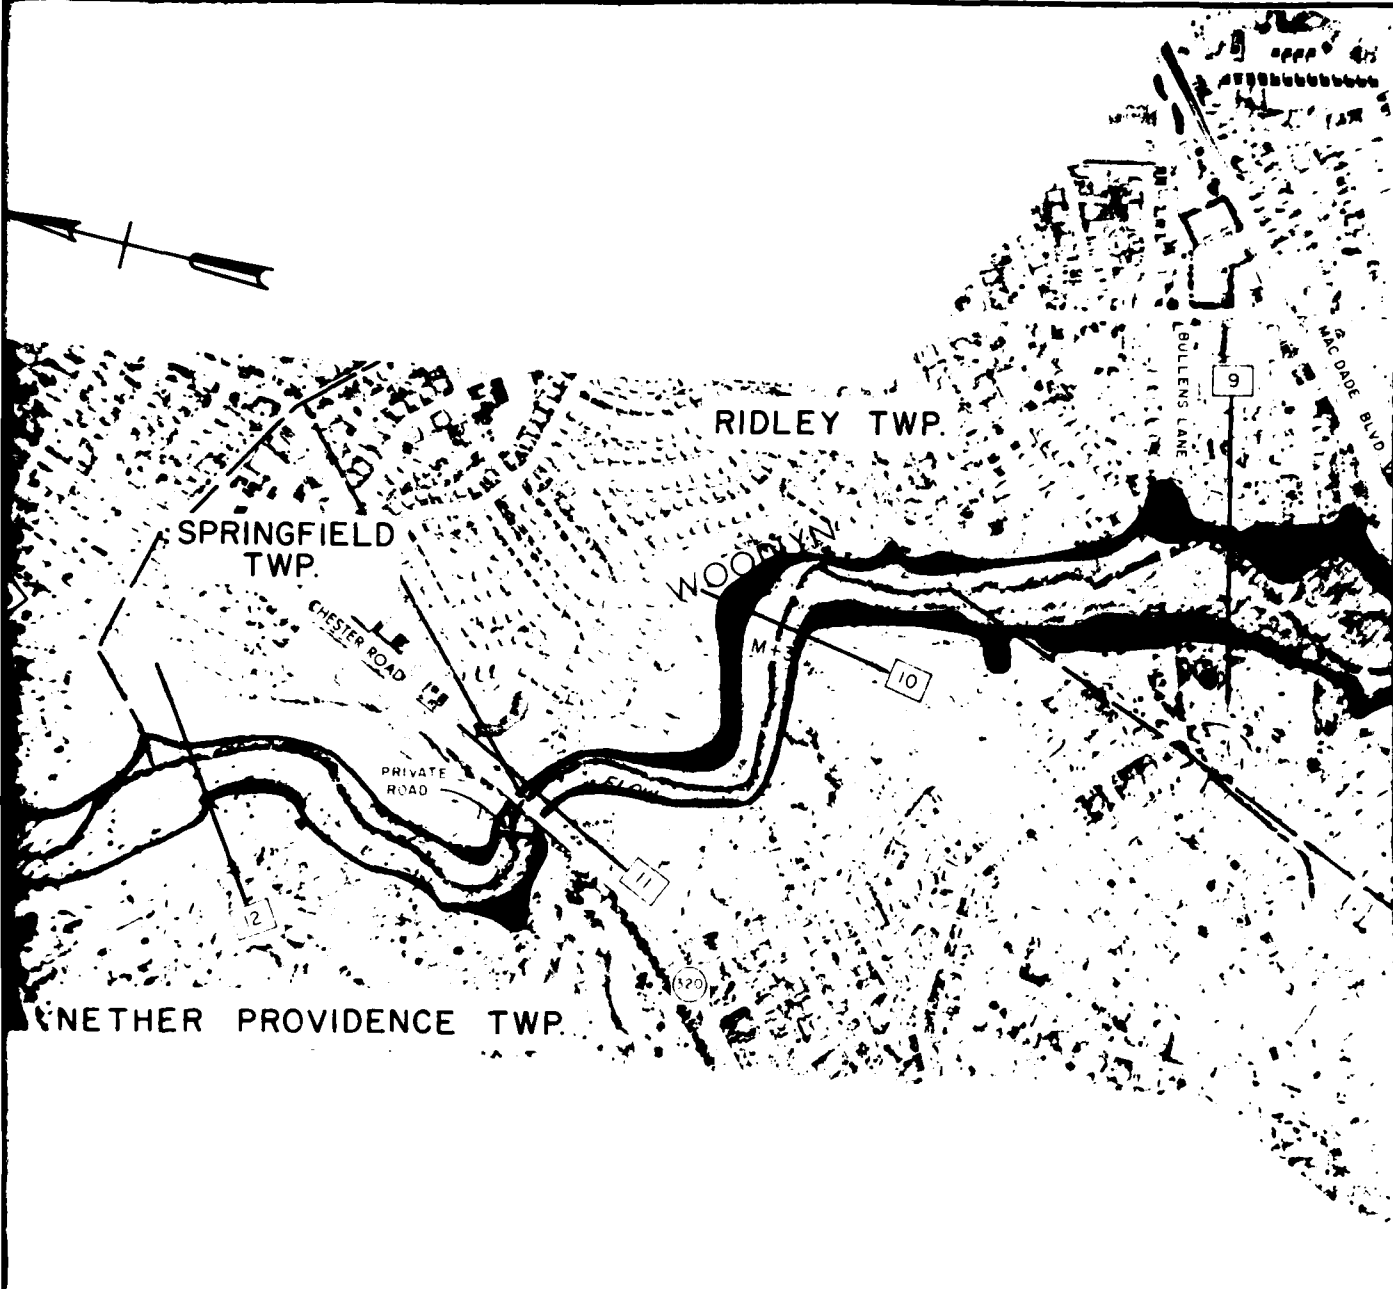 RIDLEY TWP.
BULLENS LANE
9
MAC DADE BLVD
SPRINGFIELD
TWP.
WOODLYN
CHESTER ROAD
M+3
10
PRIVATE
ROAD
FLOW
11
12
320
NETHER PROVIDENCE TWP.